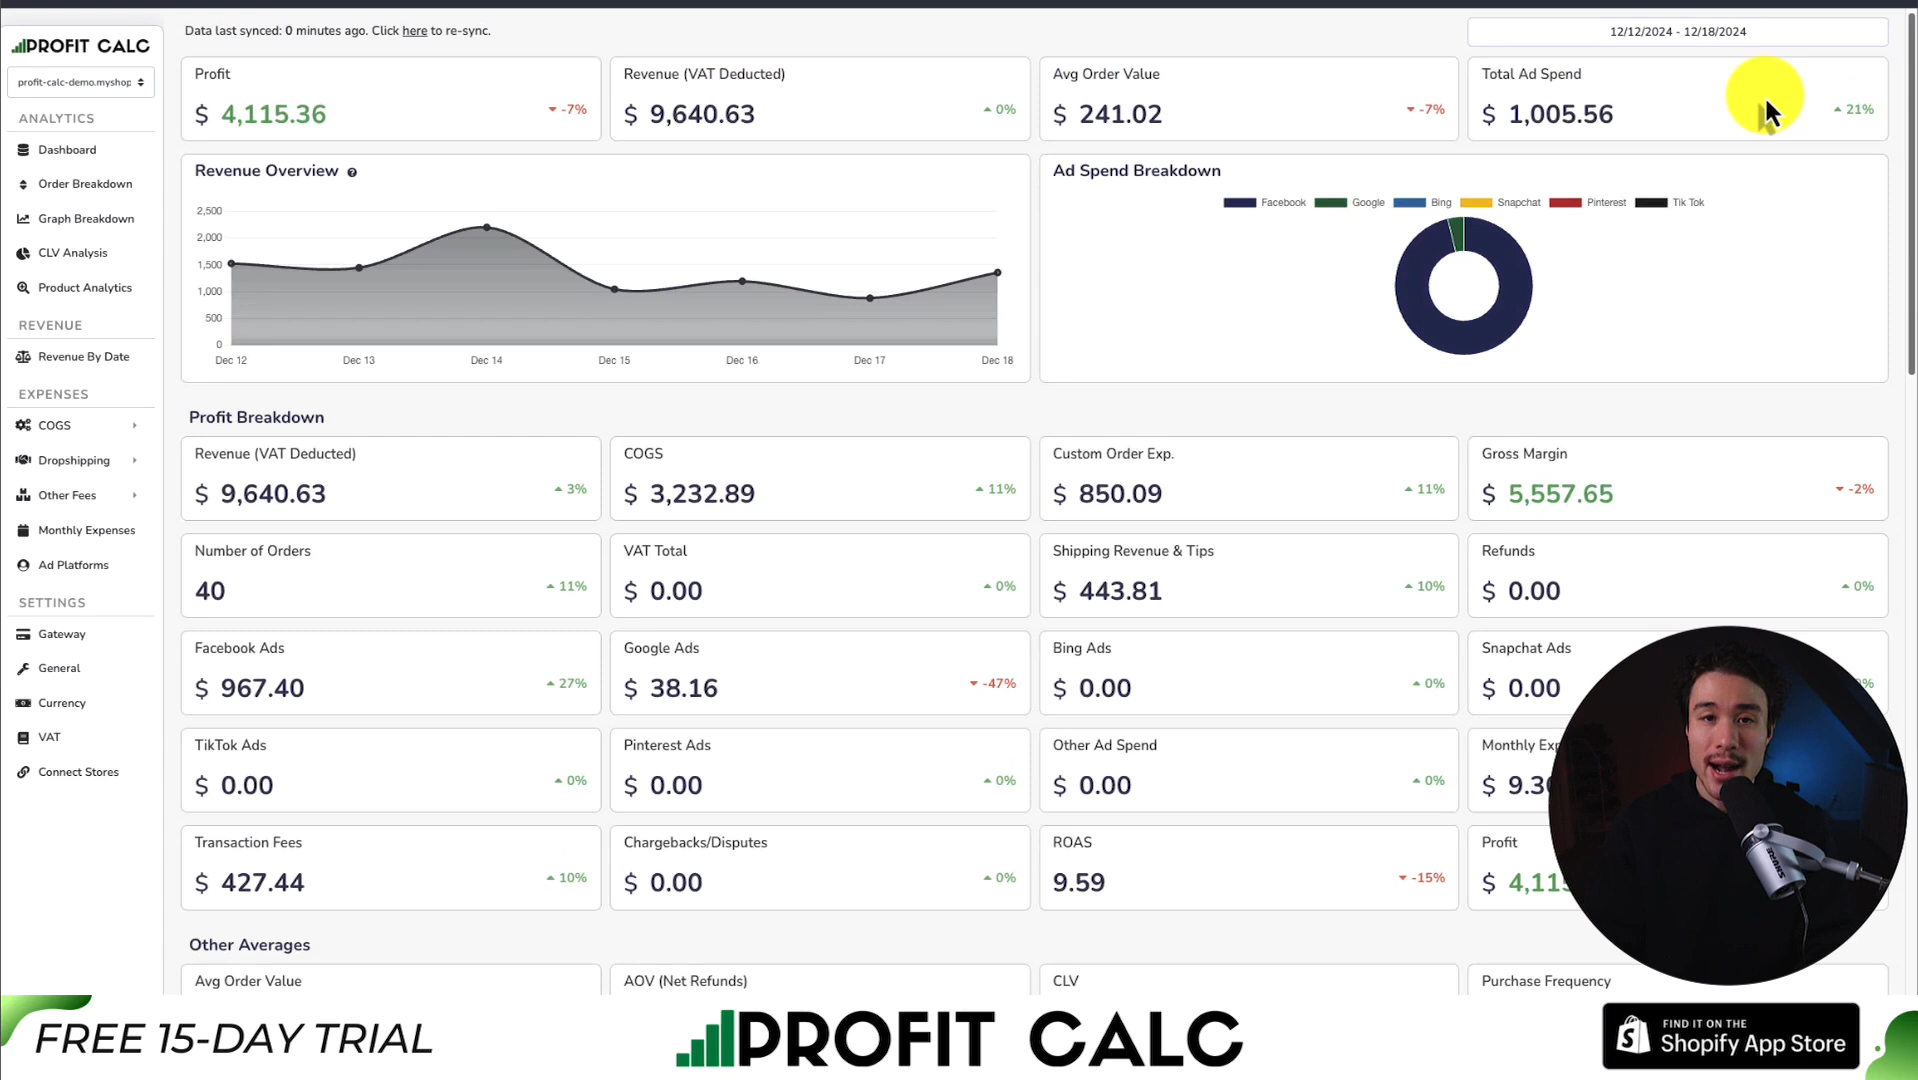 Data last synced: 0 minutes ago. Click here to re-sync.
12/12/2024 - 12/18/2024
PROFIT CALC
profit-calc-demo.myshop
ANALYTICS
Dashboard
Order Breakdown
Graph Breakdown
CLV Analysis
Product Analytics
REVENUE
Revenue By Date
EXPENSES
COGS
Dropshipping
Other Fees
Monthly Expenses
Ad Platforms
SETTINGS
Gateway
General
Currency
VAT
Connect Stores
Profit
$ 4,115.36
-7%
Revenue (VAT Deducted)
$ 9,640.63
0%
Avg Order Value
$ 241.02
-7%
Total Ad Spend
$ 1,005.56
21%
Revenue Overview
2,500
2,000
1,500
1,000
500
0
Dec 12 Dec 13 Dec 14 Dec 15 Dec 16 Dec 17 Dec 18
Ad Spend Breakdown
Facebook Google Bing Snapchat Pinterest Tik Tok
Profit Breakdown
Revenue (VAT Deducted)
$ 9,640.63
3%
COGS
$ 3,232.89
11%
Custom Order Exp.
$ 850.09
11%
Gross Margin
$ 5,557.65
-2%
Number of Orders
40
11%
VAT Total
$ 0.00
0%
Shipping Revenue & Tips
$ 443.81
10%
Refunds
$ 0.00
0%
Facebook Ads
$ 967.40
27%
Google Ads
$ 38.16
-47%
Bing Ads
$ 0.00
0%
Snapchat Ads
$ 0.00
TikTok Ads
$ 0.00
0%
Pinterest Ads
$ 0.00
0%
Other Ad Spend
$ 0.00
0%
Monthly
$ 9.3
Transaction Fees
$ 427.44
10%
Chargebacks/Disputes
$ 0.00
0%
ROAS
9.59
-15%
Profit
$ 4,11
Other Averages
Avg Order Value
AOV (Net Refunds)
CLV
Purchase Frequency
FREE 15-DAY TRIAL
PROFIT CALC
FIND IT ON THE
Shopify App Store